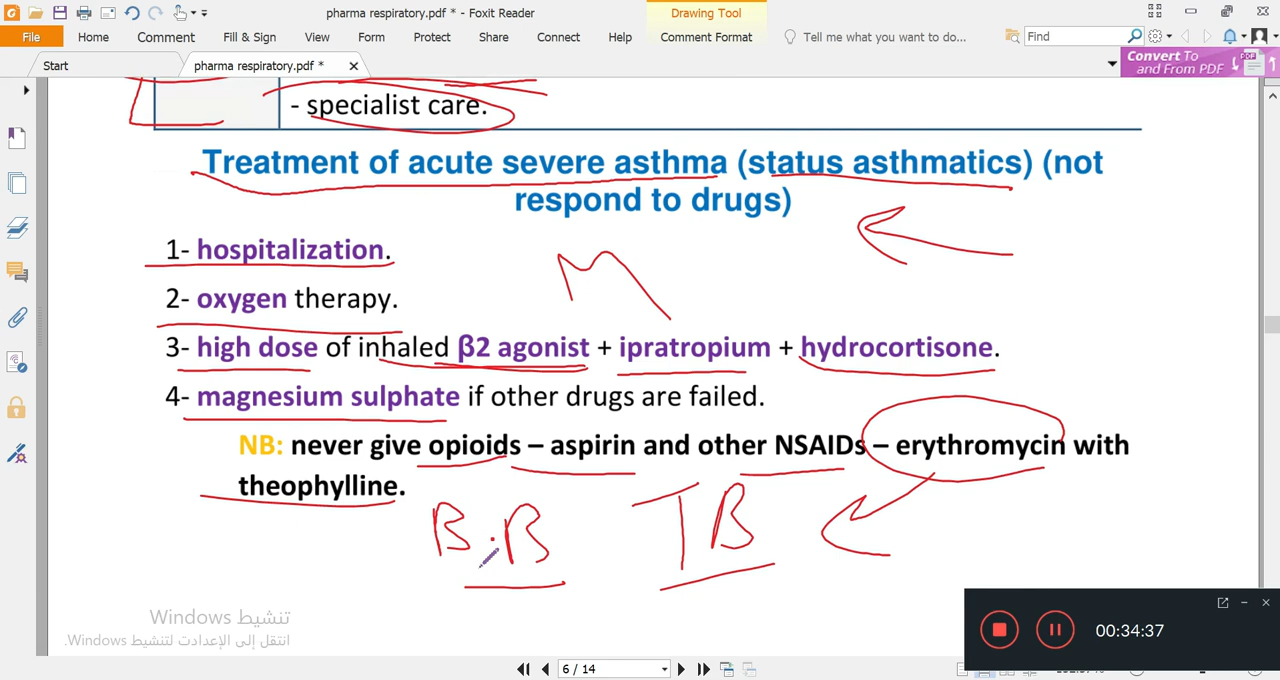 pharma respiratory.pdf * - Foxit Reader
Drawing Tool
File Home Comment Fill & Sign View Form Protect Share Connect Help Comment Format Tell me what you want to do... Find
Start pharma respiratory.pdf *
Convert To
and From PDF
PDF
- specialist care.
Treatment of acute severe asthma (status asthmatics) (not
respond to drugs)
1- hospitalization.
2- oxygen therapy.
3- high dose of inhaled β2 agonist + ipratropium + hydrocortisone.
4- magnesium sulphate if other drugs are failed.
NB: never give opioids – aspirin and other NSAIDs – erythromycin with
theophylline.
B.B TB
تنشيط Windows
انتقل إلى الإعدادات لتنشيط Windows.
00:34:37
6 / 14